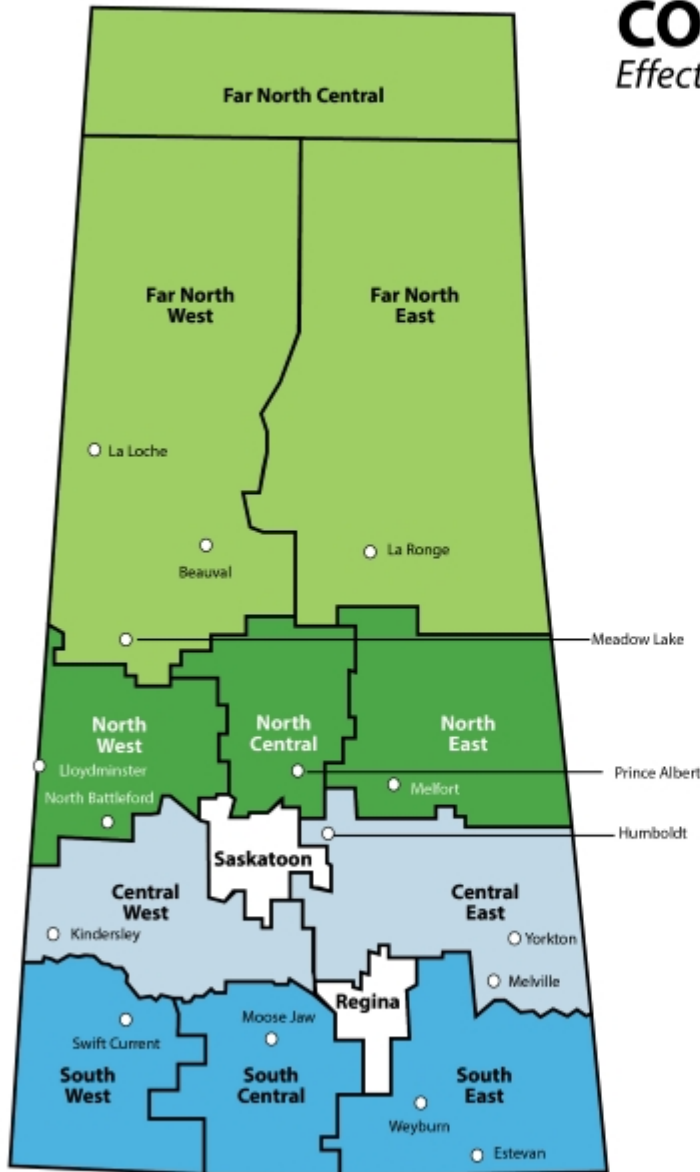 CO
Effect
Far North Central
Far North
West
Far North
East
La Loche
Beauval
La Ronge
Meadow Lake
North
West
North
Central
North
East
Lloydminster
Prince Albert
North Battleford
Melfort
Humboldt
Saskatoon
Central
West
Central
East
Kindersley
Yorkton
Melville
Regina
Swift Current
Moose Jaw
South
West
South
Central
South
East
Weyburn
Estevan